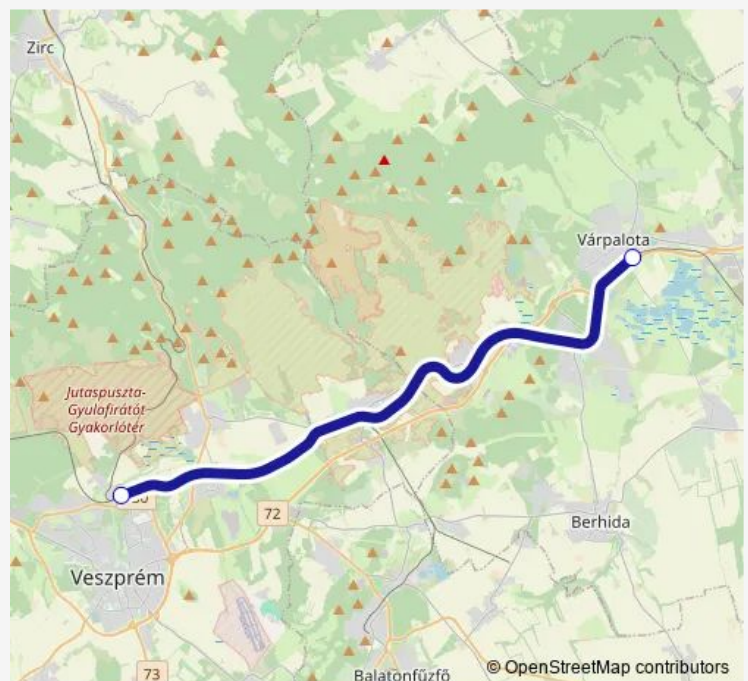 Zirc
Várpalota
Jutaspuszta-
Gyulafirátót
Gyakorlótér
72
Berhida
Veszprém
73
Balatonfűzfő
© OpenStreetMap contributors